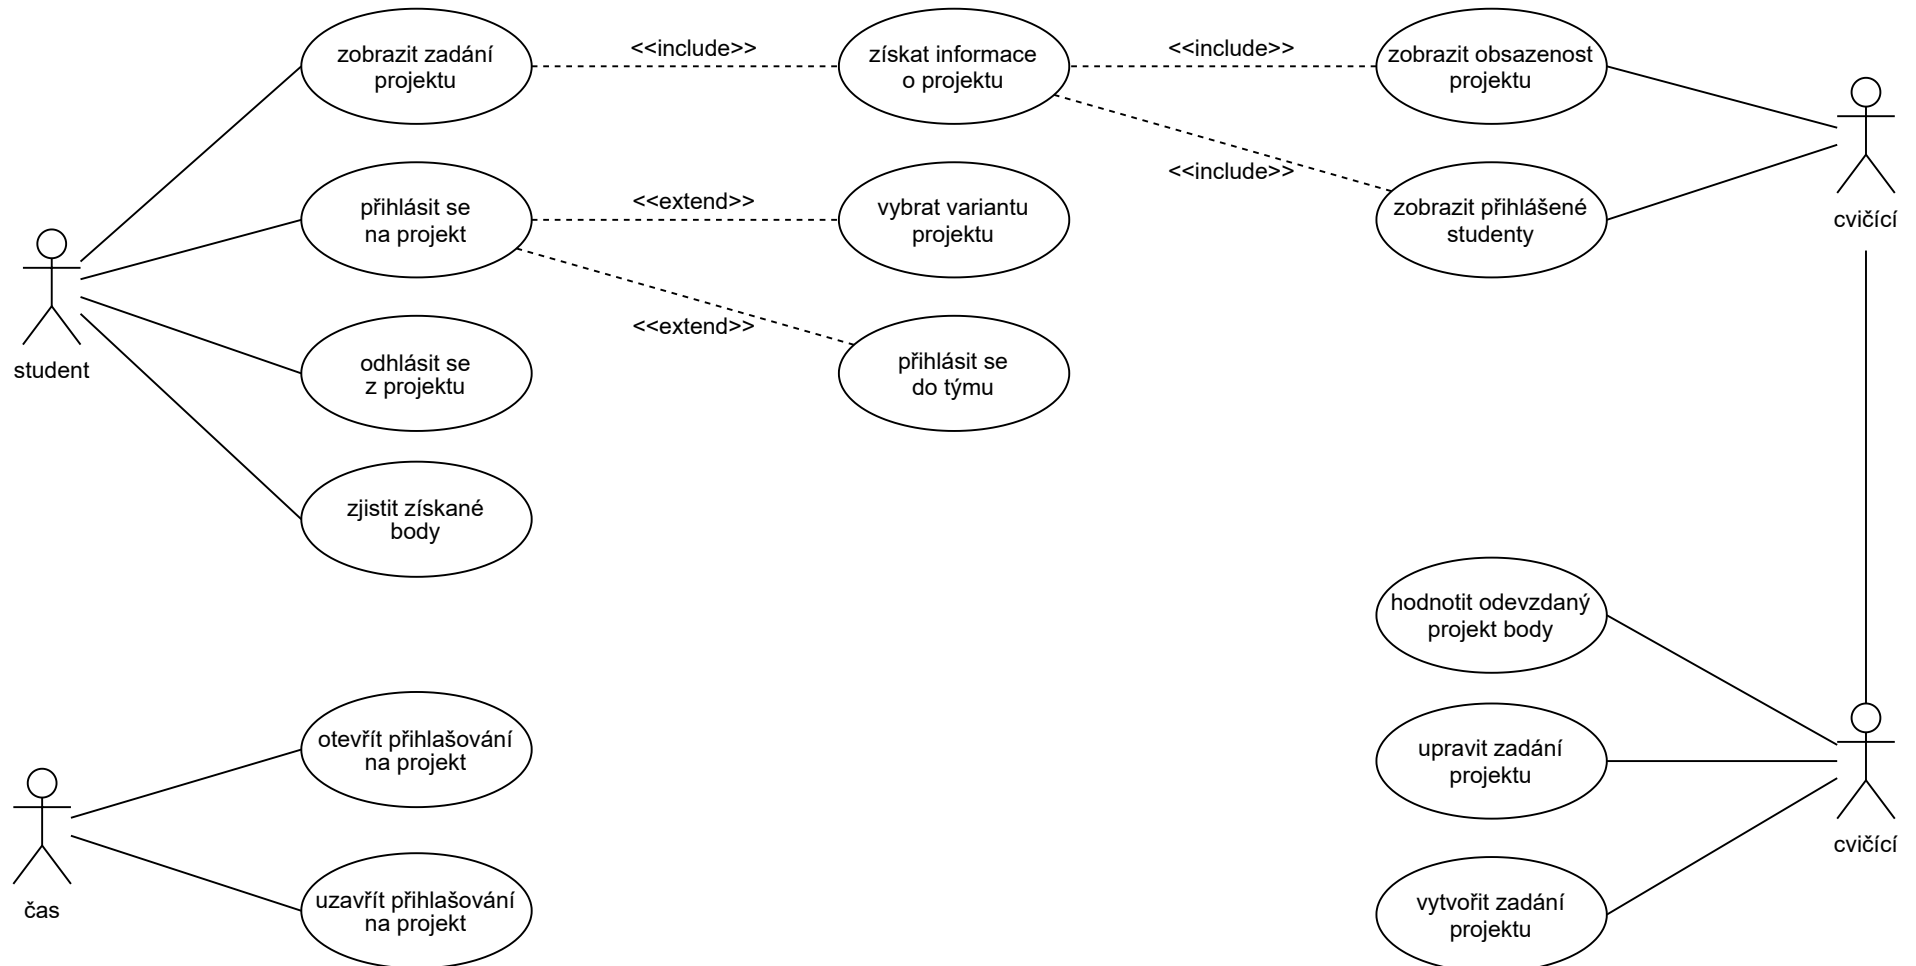 zobrazit zadání
projektu
<<include>>
získat informace
o projektu
<<include>>
zobrazit obsazenost
projektu
<<include>>
přihlásit se
na projekt
<<extend>>
vybrat variantu
projektu
zobrazit přihlášené
studenty
cvičící
<<extend>>
student
odhlásit se
z projektu
přihlásit se
do týmu
zjistit získané
body
hodnotit odevzdaný
projekt body
otevřít přihlašování
na projekt
upravit zadání
projektu
cvičící
čas
uzavřít přihlašování
na projekt
vytvořit zadání
projektu